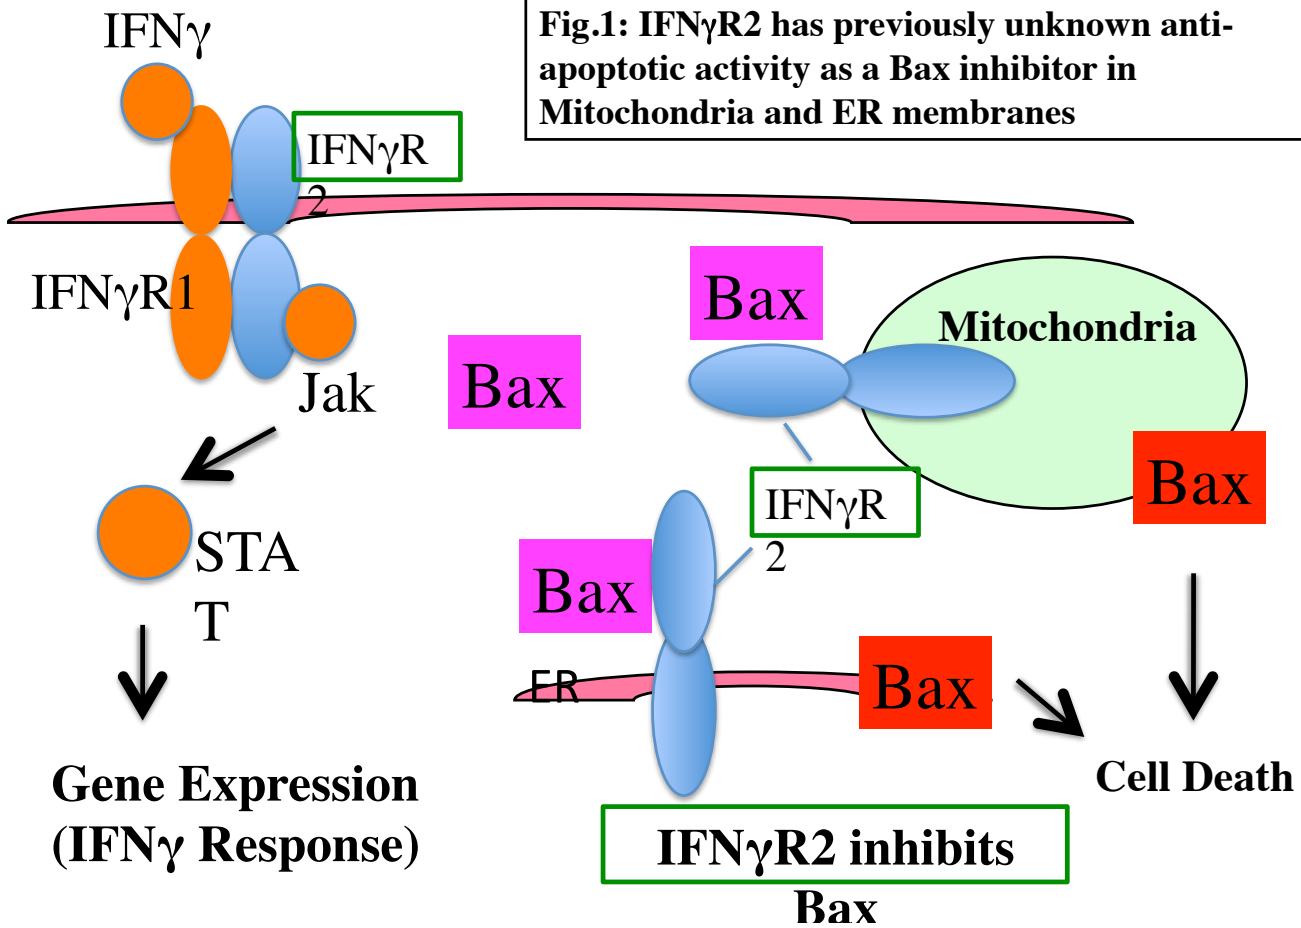 IFNγ
Fig.1: IFNγR2 has previously unknown anti-
apoptotic activity as a Bax inhibitor in
Mitochondria and ER membranes
IFNγR
2
IFNγR1
Jak
STA
T
Gene Expression
(IFNγ Response)
Bax
Bax
Mitochondria
Bax
IFNγR
2
Bax
ER
Bax
Cell Death
IFNγR2 inhibits
Bax